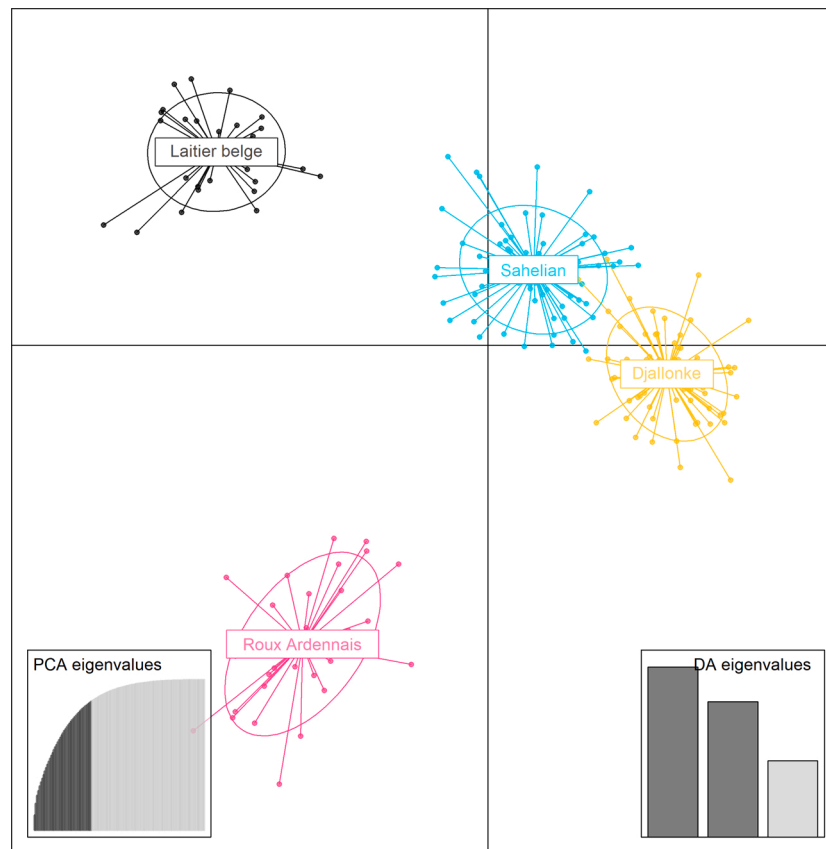 Laitier belge
Sahelian
Djallonke
Roux Ardennais
PCA eigenvalues
DA eigenvalues